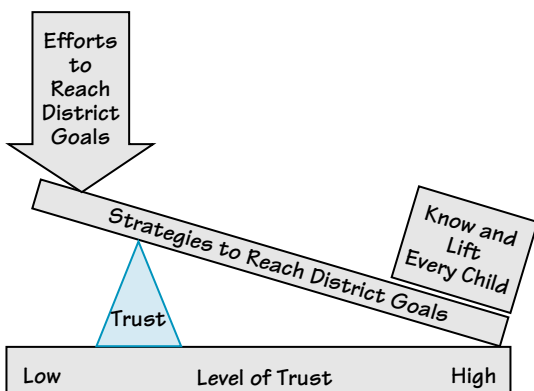 Efforts
to
Reach
District
Goals
Strategies to Reach District Goals
Know and
Lift
Every Child
Trust
Low Level of Trust High